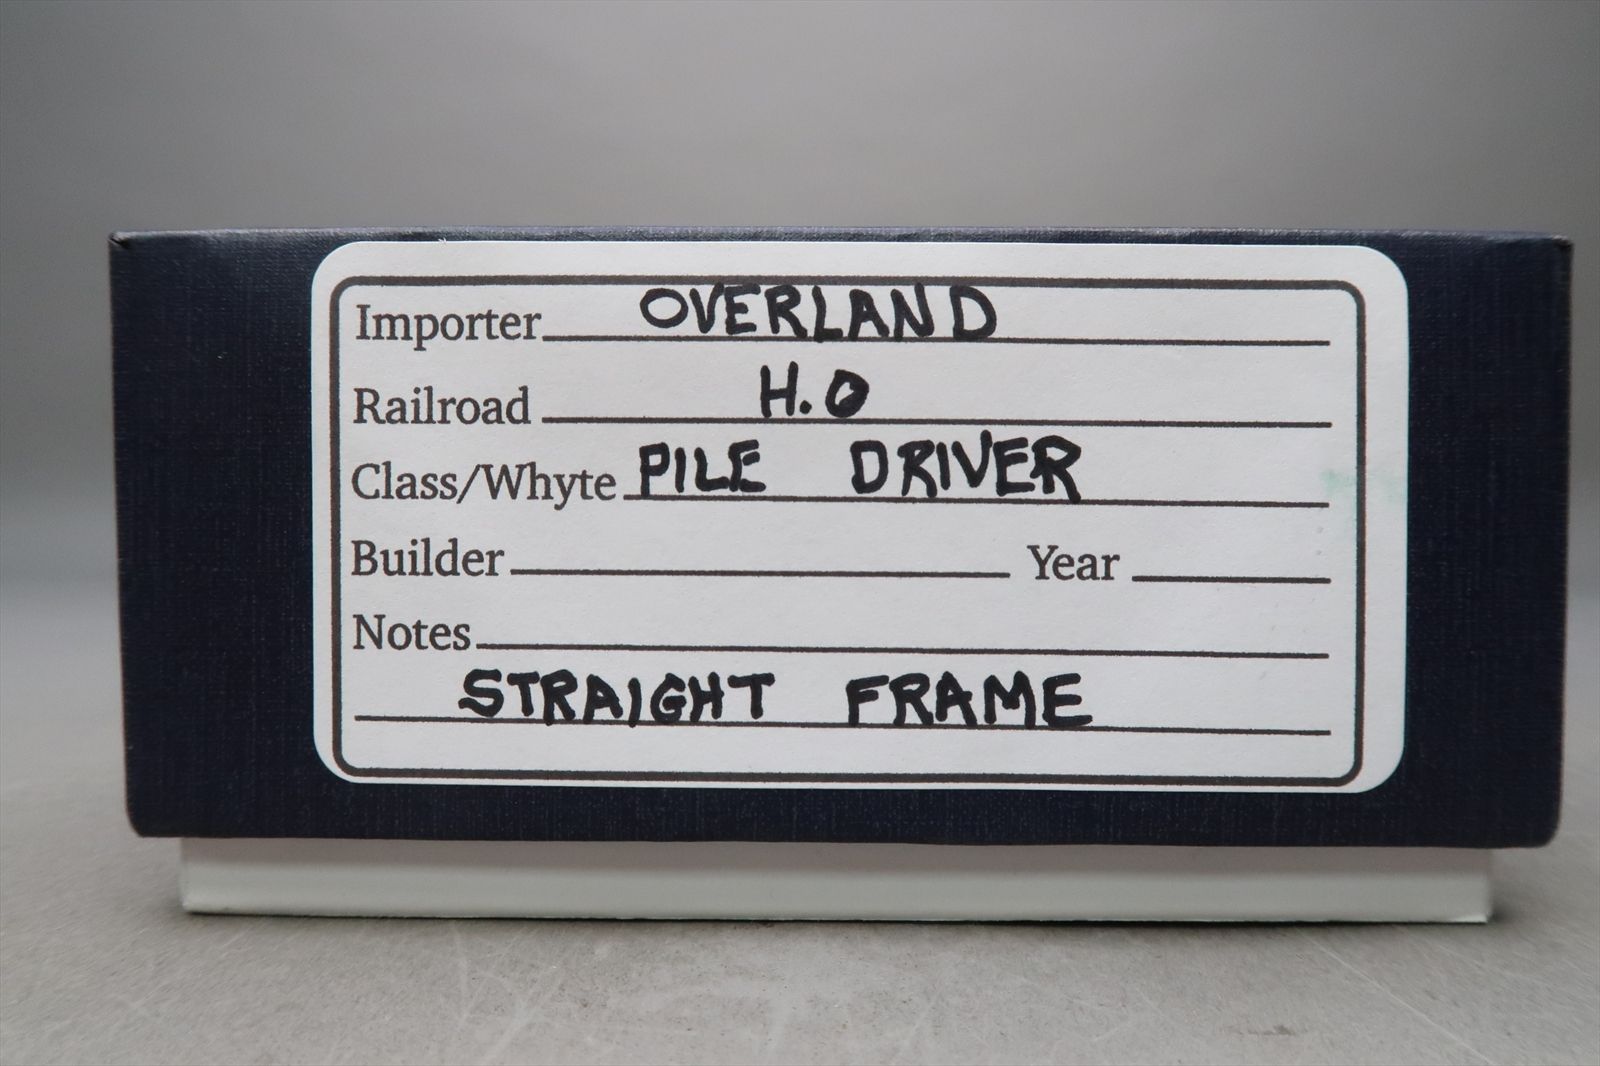 Importer OVERLAND
Railroad H.O
Class/Whyte PILE DRIVER
Builder Year
Notes
STRAIGHT FRAME